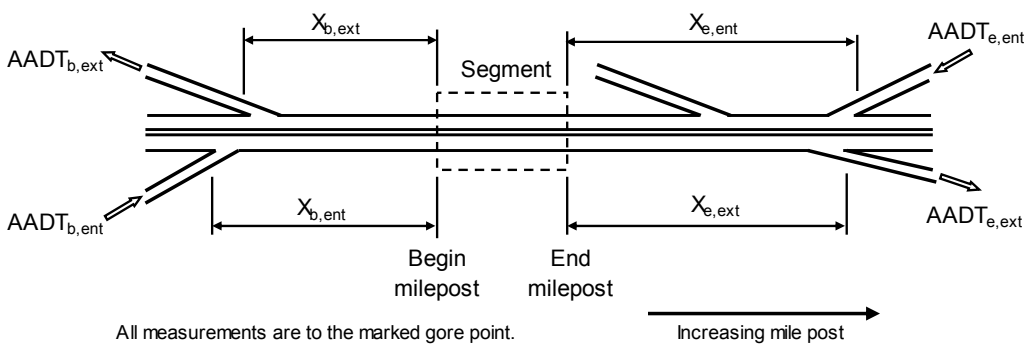 X_b,ext
X_e,ent
AADT_b,ext
AADT_e,ent
Segment
AADT_b,ent
X_b,ent
X_e,ext
AADT_e,ext
Begin
milepost
End
milepost
All measurements are to the marked gore point.
Increasing mile post